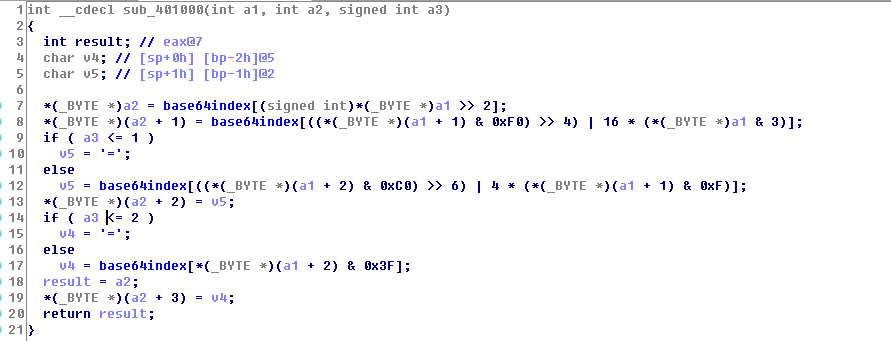 1 int __cdecl sub_401000(int a1, int a2, signed int a3)
2 {
3 int result; // eax@7
4 char v4; // [sp+0h] [bp-2h]@5
5 char v5; // [sp+1h] [bp-1h]@2
6
7 *(_BYTE *)a2 = base64index[(signed int)*(_BYTE *)a1 >> 2];
8 *(_BYTE *)(a2 + 1) = base64index[((*(_BYTE *)(a1 + 1) & 0xF0) >> 4) | 16 * (*(_BYTE *)a1 & 3)];
9 if ( a3 <= 1 )
10 v5 = '=';
11 else
12 v5 = base64index[((*(_BYTE *)(a1 + 2) & 0xC0) >> 6) | 4 * (*(_BYTE *)(a1 + 1) & 0xF)];
13 *(_BYTE *)(a2 + 2) = v5;
14 if ( a3 <= 2 )
15 v4 = '=';
16 else
17 v4 = base64index[*(_BYTE *)(a1 + 2) & 0x3F];
18 result = a2;
19 *(_BYTE *)(a2 + 3) = v4;
20 return result;
21 }